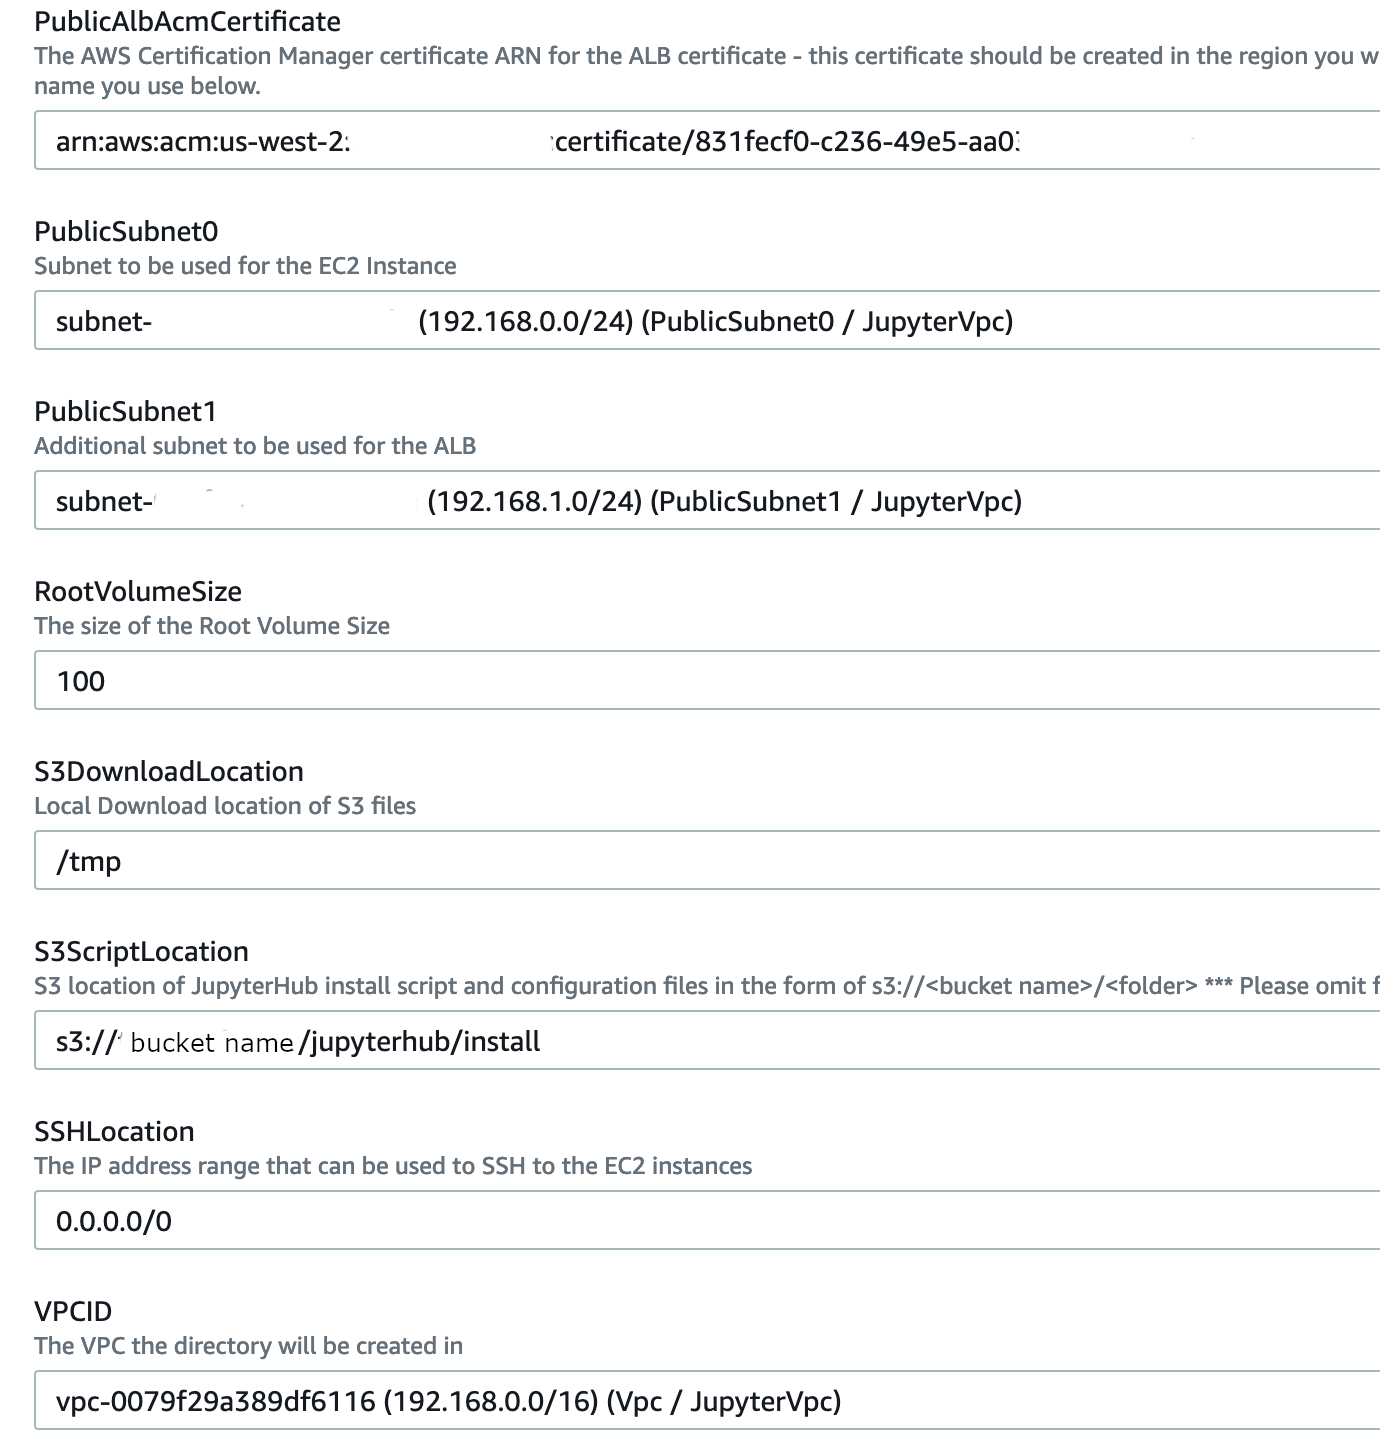 PublicAlbAcmCertificate
The AWS Certification Manager certificate ARN for the ALB certificate - this certificate should be created in the region you w
name you use below.
arn:aws:acm:us-west-2: :certificate/831fecf0-c236-49e5-aa0
PublicSubnet0
Subnet to be used for the EC2 Instance
subnet- (192.168.0.0/24) (PublicSubnet0 / JupyterVpc)
PublicSubnet1
Additional subnet to be used for the ALB
subnet- (192.168.1.0/24) (PublicSubnet1 / JupyterVpc)
RootVolumeSize
The size of the Root Volume Size
100
S3DownloadLocation
Local Download location of S3 files
/tmp
S3ScriptLocation
S3 location of JupyterHub install script and configuration files in the form of s3://<bucket name>/<folder> *** Please omit f
s3:// bucket name/jupyterhub/install
SSHLocation
The IP address range that can be used to SSH to the EC2 instances
0.0.0.0/0
VPCID
The VPC the directory will be created in
vpc-0079f29a389df6116 (192.168.0.0/16) (Vpc / JupyterVpc)